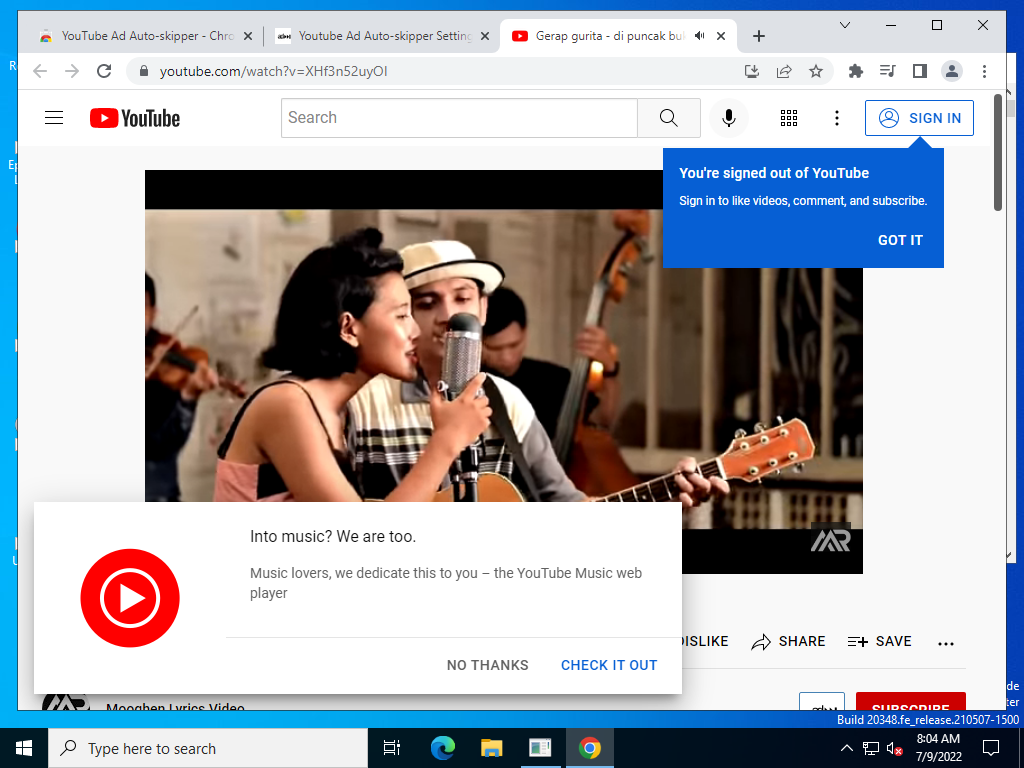 YouTube Ad Auto-skipper - Chro
Youtube Ad Auto-skipper Setting
Gerap gurita - di puncak buk
youtube.com/watch?v=XHf3n52uyOI
YouTube
Search
SIGN IN
You're signed out of YouTube
Sign in to like videos, comment, and subscribe.
GOT IT
Into music? We are too.
Music lovers, we dedicate this to you – the YouTube Music web
player
NO THANKS
CHECK IT OUT
DISLIKE
SHARE
SAVE
Mooghen Lyrics Video
SUBSCRIBE
Build 20348.fe_release.210507-1500
Type here to search
8:04 AM
7/9/2022